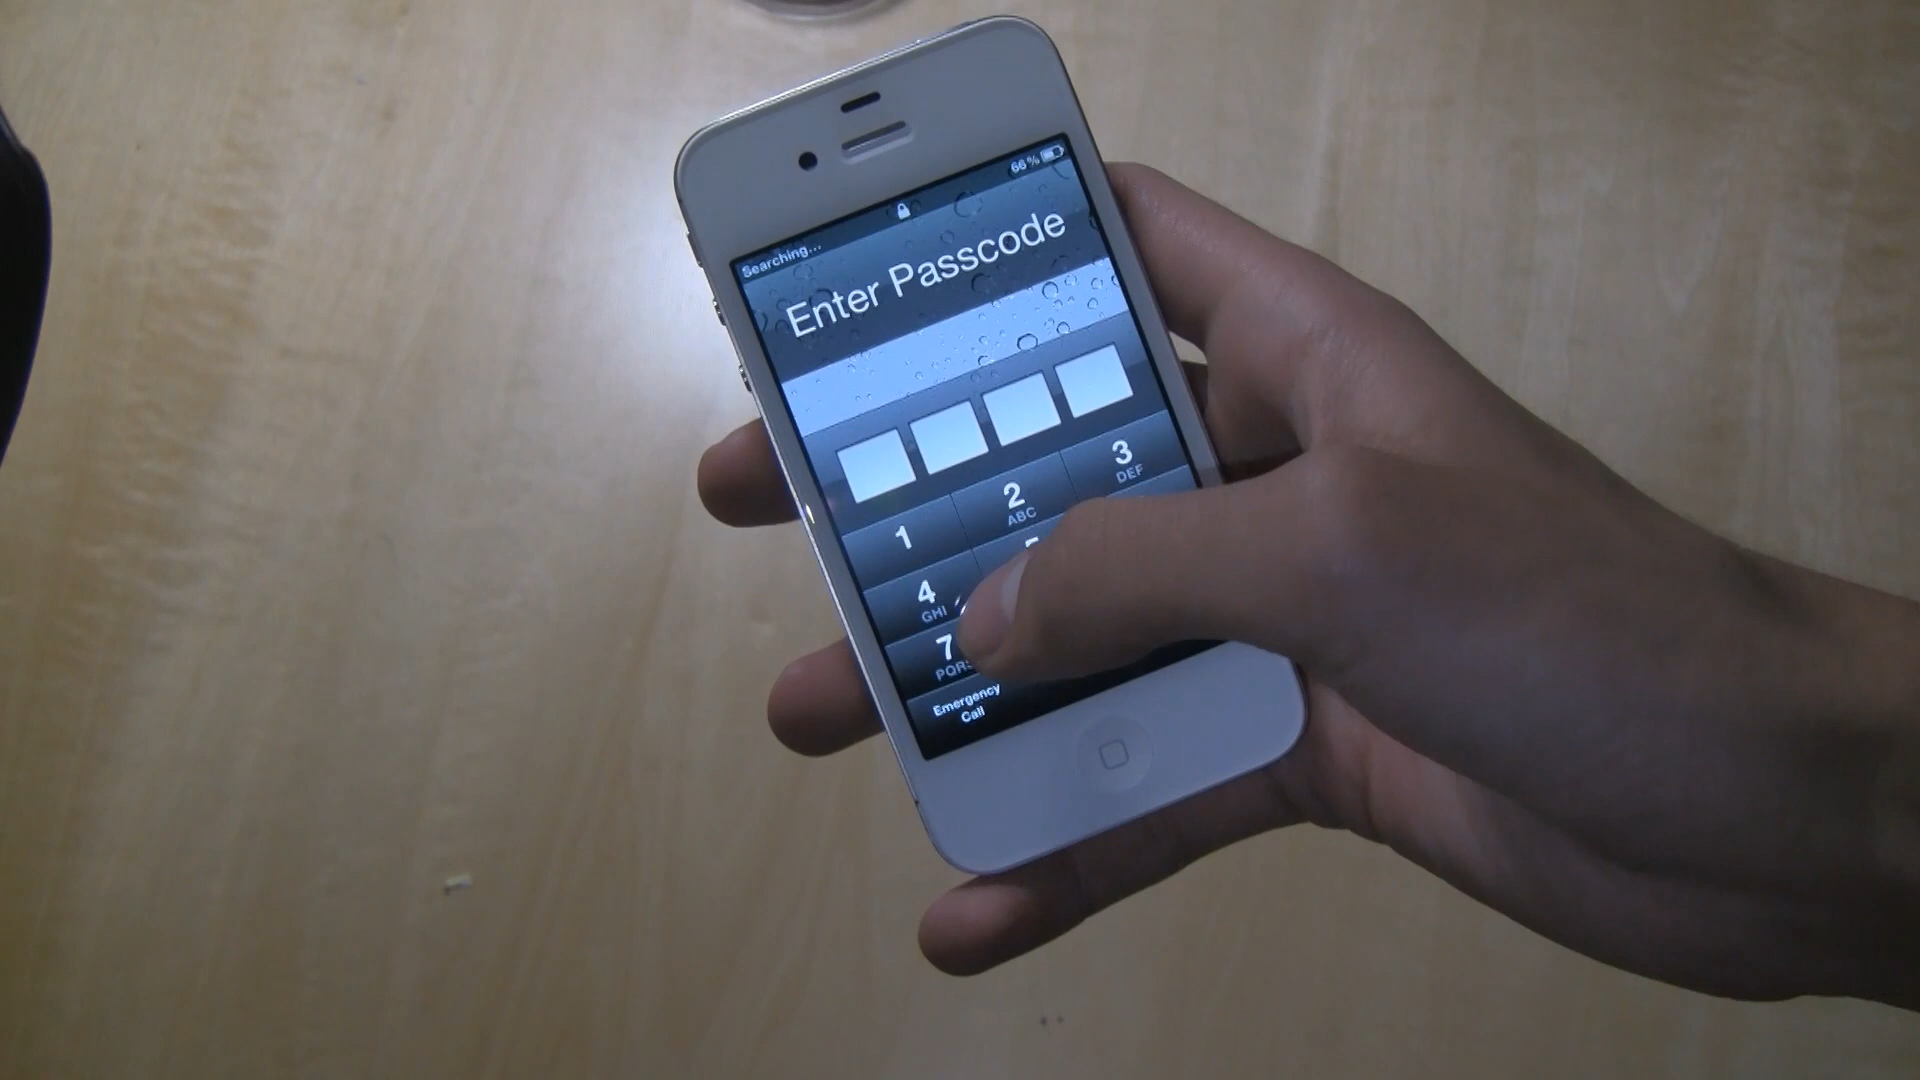 66%
Searching...
Enter Passcode
1
2
ABC
3
DEF
4
GHI
7
Emergency
Call